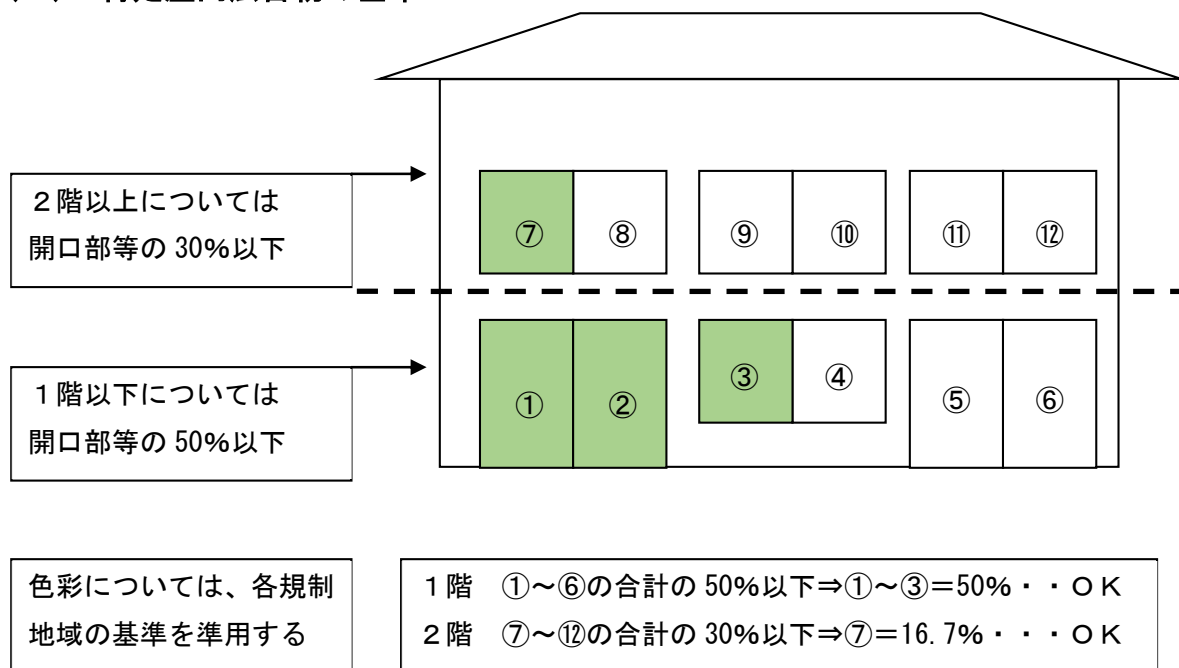 ２階以上については
開口部等の 30％以下
⑦ ⑧ ⑨ ⑩ ⑪ ⑫
１階以下については
開口部等の 50％以下
① ② ③ ④ ⑤ ⑥
色彩については、各規制
地域の基準を準用する
１階　①～⑥の合計の 50％以下⇒①～③＝50％・・ＯＫ
２階　⑦～⑫の合計の 30％以下⇒⑦＝16.7％・・・ＯＫ